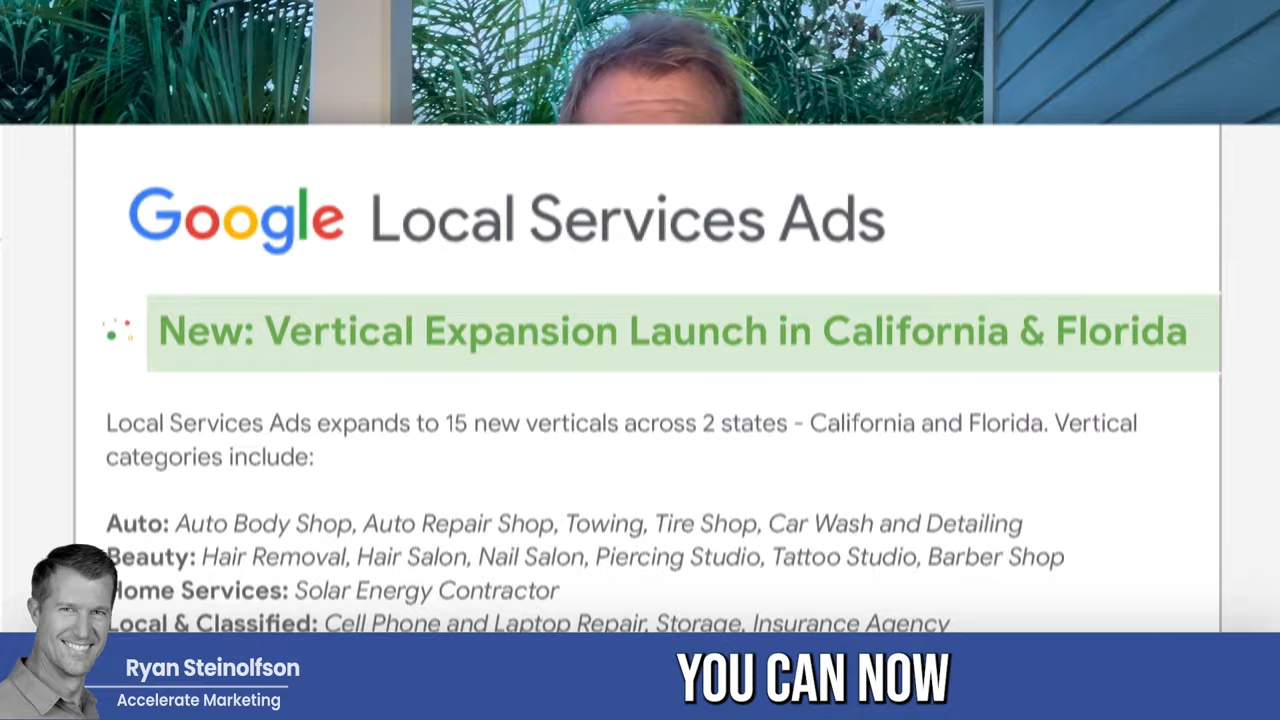 Google Local Services Ads
New: Vertical Expansion Launch in California & Florida
Local Services Ads expands to 15 new verticals across 2 states - California and Florida. Vertical
categories include:
Auto: Auto Body Shop, Auto Repair Shop, Towing, Tire Shop, Car Wash and Detailing
Beauty: Hair Removal, Hair Salon, Nail Salon, Piercing Studio, Tattoo Studio, Barber Shop
Home Services: Solar Energy Contractor
Local & Classified: Cell Phone and Laptop Repair, Storage, Insurance Agency
Ryan Steinolfson
Accelerate Marketing
YOU CAN NOW